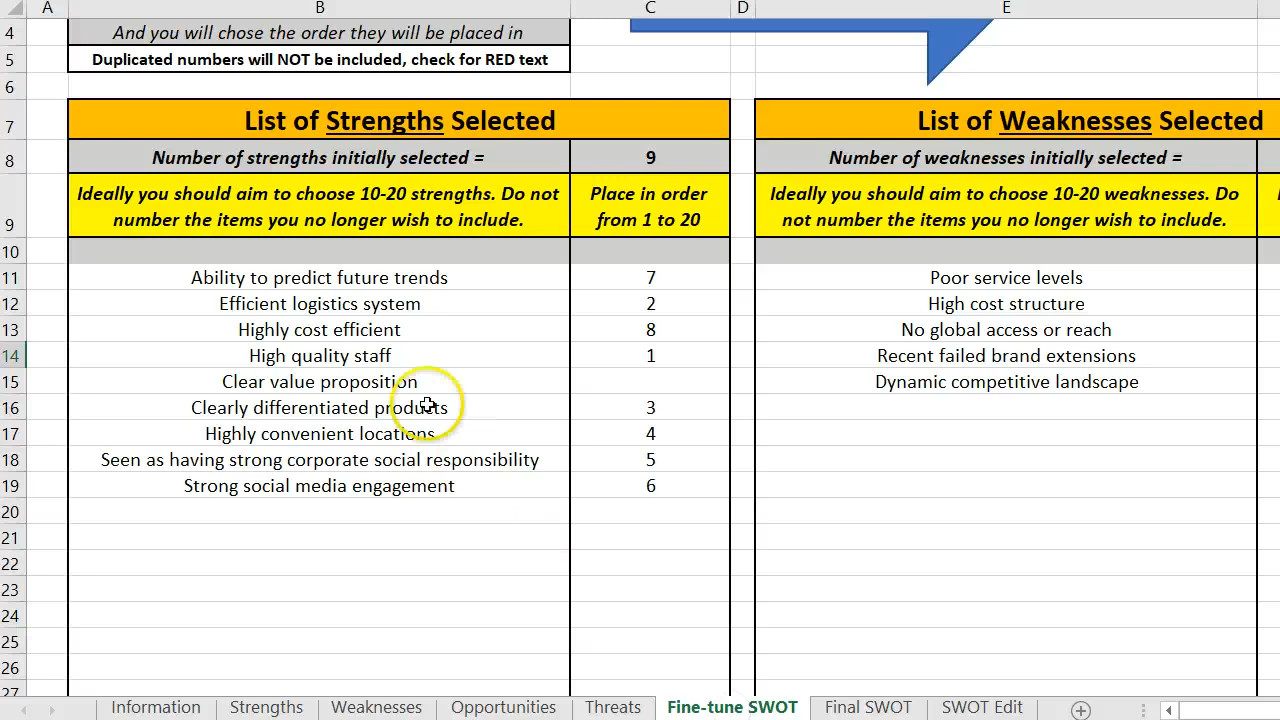 A B C D E
4 And you will chose the order they will be placed in
5 Duplicated numbers will NOT be included, check for RED text
6
7 List of Strengths Selected List of Weaknesses Selected
8 Number of strengths initially selected = 9 Number of weaknesses initially selected =
Ideally you should aim to choose 10-20 strengths. Do not Place in order Ideally you should aim to choose 10-20 weaknesses. Do
9 number the items you no longer wish to include. from 1 to 20 not number the items you no longer wish to include.
10
11 Ability to predict future trends 7 Poor service levels
12 Efficient logistics system 2 High cost structure
13 Highly cost efficient 8 No global access or reach
14 High quality staff 1 Recent failed brand extensions
15 Clear value proposition Dynamic competitive landscape
16 Clearly differentiated products 3
17 Highly convenient locations 4
18 Seen as having strong corporate social responsibility 5
19 Strong social media engagement 6
20
21
22
23
24
25
26
27
Information Strengths Weaknesses Opportunities Threats Fine-tune SWOT Final SWOT SWOT Edit